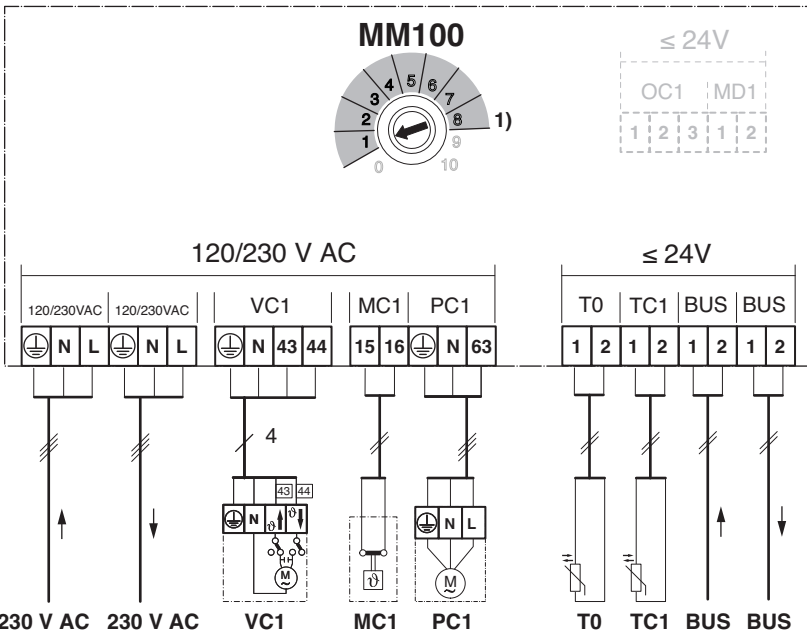 MM100
≤ 24V
OC1 MD1
1 2 3 1 2
0 1 2 3 4 5 6 7 8 9 10
1)
120/230 V AC
≤ 24V
120/230VAC 120/230VAC VC1 MC1 PC1 T0 TC1 BUS BUS
N L N L N 43 44 15 16 N 63 1 2 1 2 1 2 1 2
4
43 44
N ϑ ϑ N L
M ~ ϑ M ~
230 V AC 230 V AC VC1 MC1 PC1 T0 TC1 BUS BUS